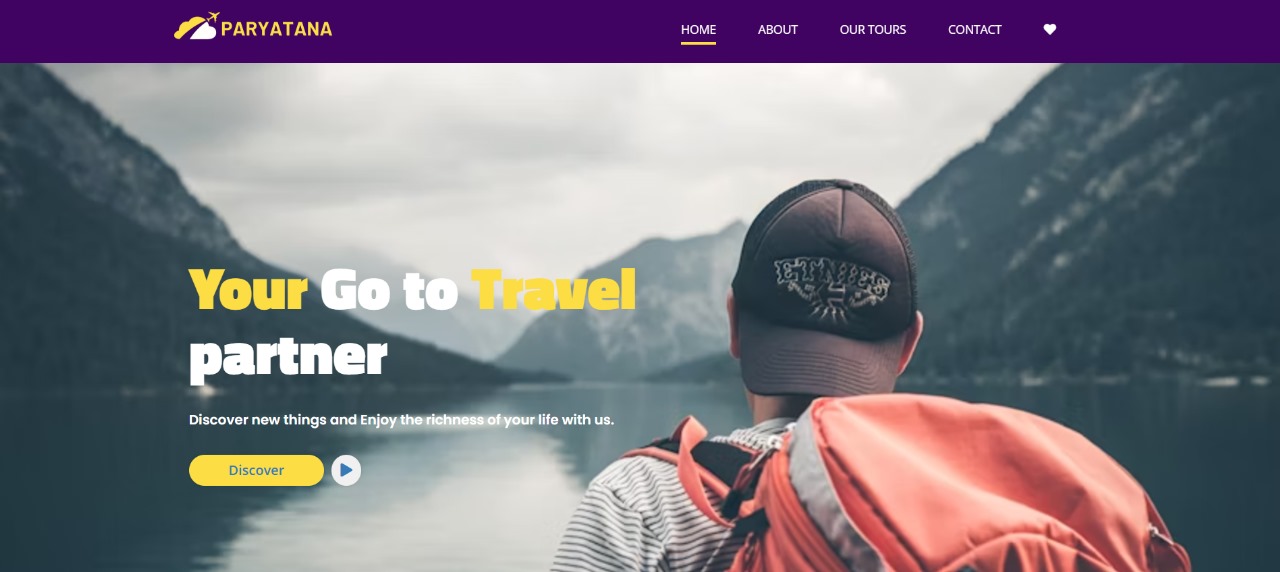 PARYATANA
HOME ABOUT OUR TOURS CONTACT
ETNIES
Your Go to Travel
partner
Discover new things and Enjoy the richness of your life with us.
Discover